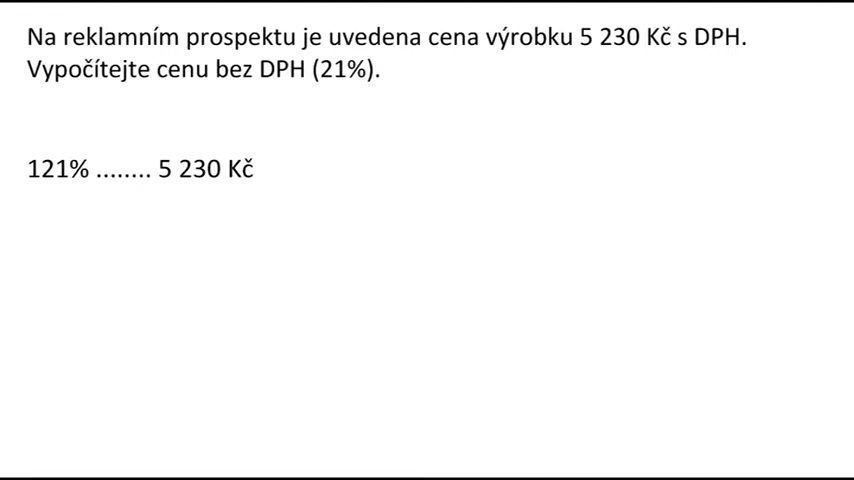 Na reklamním prospektu je uvedena cena výrobku 5 230 Kč s DPH.
Vypočítejte cenu bez DPH (21%).
121% ........ 5 230 Kč